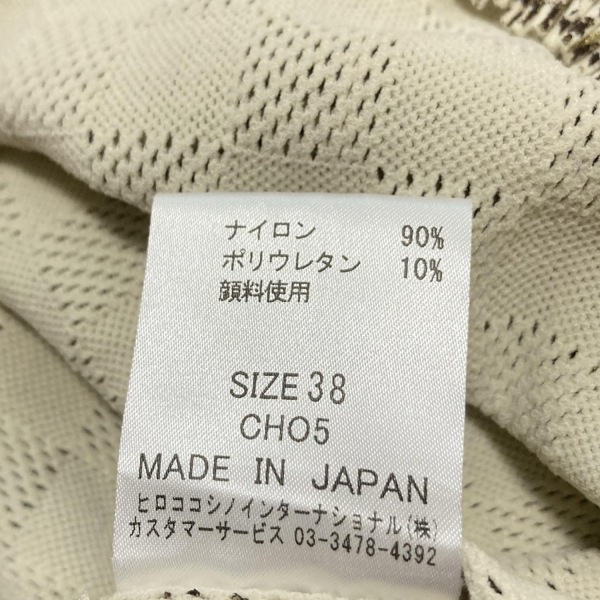 ナイロン 90%
ポリウレタン 10%
顔料使用
SIZE 38
CHO5
MADE IN JAPAN
ヒロココシノインターナショナル(株)
カスタマーサービス 03-3478-4392